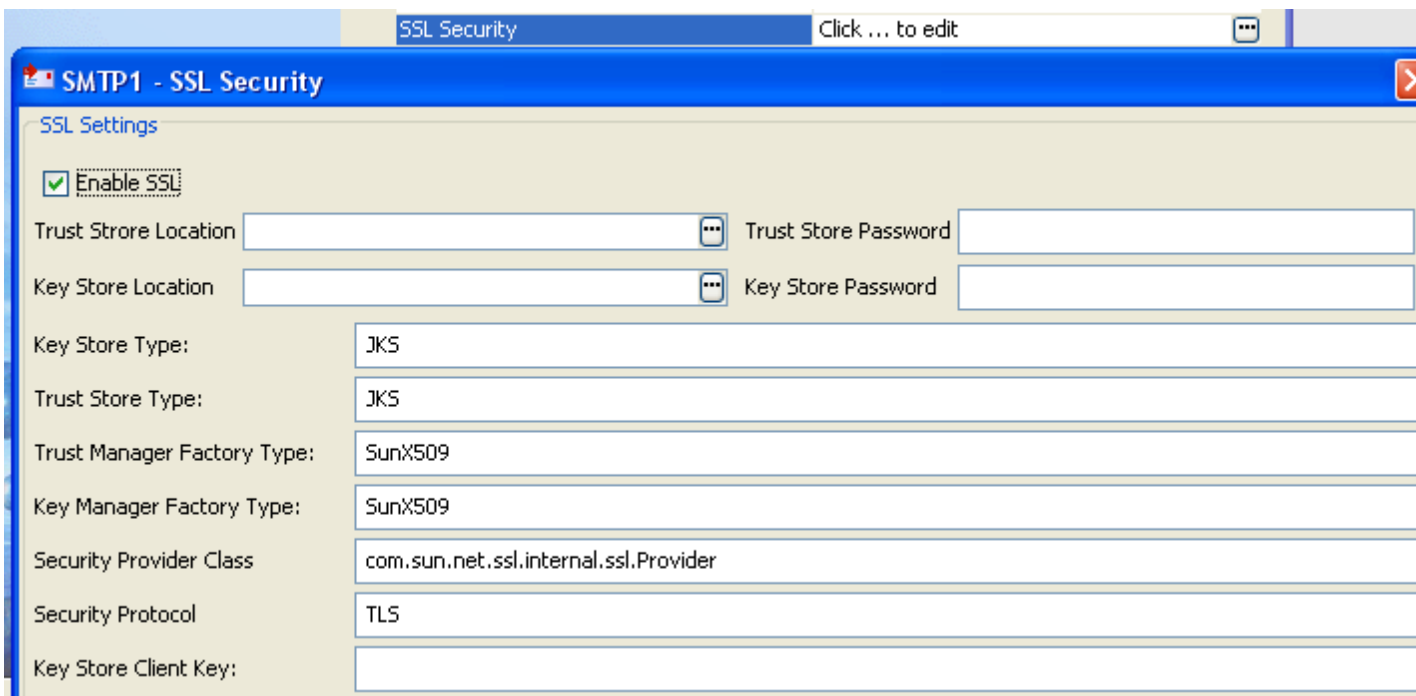 SSL Security Click ... to edit
SMTP1 - SSL Security
SSL Settings
Enable SSL
Trust Strore Location Trust Store Password
Key Store Location Key Store Password
Key Store Type: JKS
Trust Store Type: JKS
Trust Manager Factory Type: SunX509
Key Manager Factory Type: SunX509
Security Provider Class com.sun.net.ssl.internal.ssl.Provider
Security Protocol TLS
Key Store Client Key: